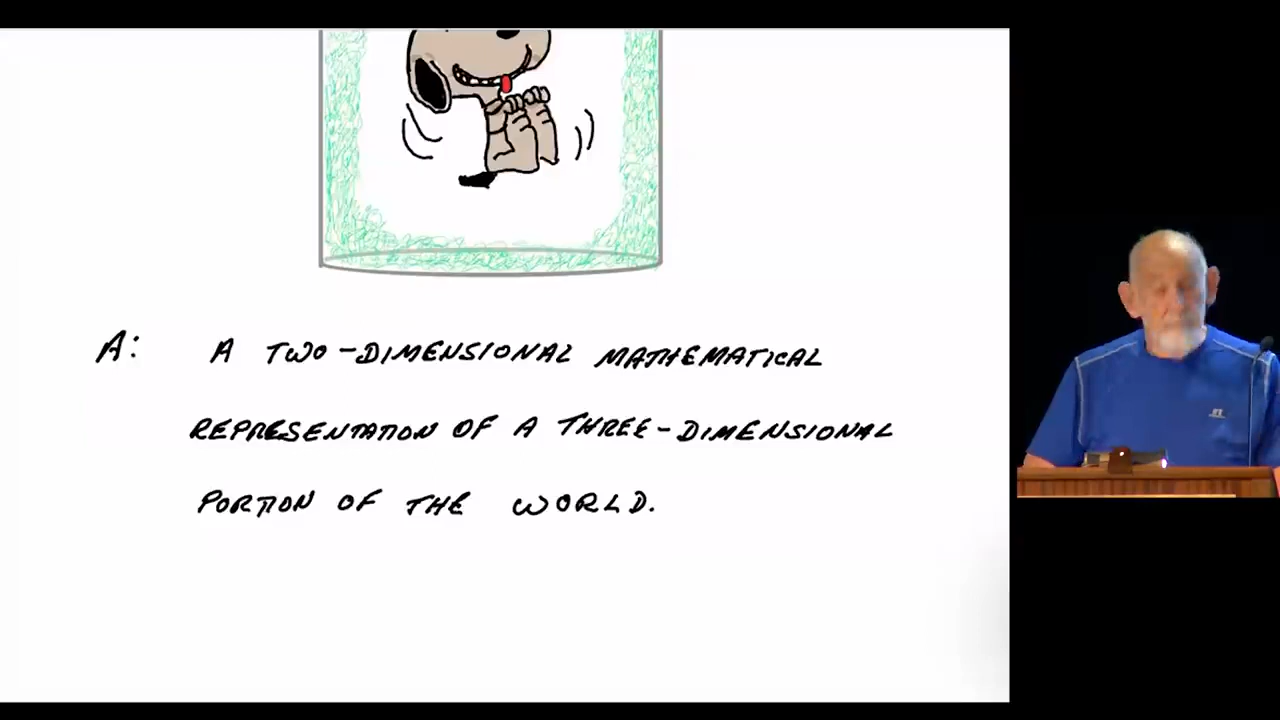 A: A TWO-DIMENSIONAL MATHEMATICAL
REPRESENTATION OF A THREE-DIMENSIONAL
PORTION OF THE WORLD.